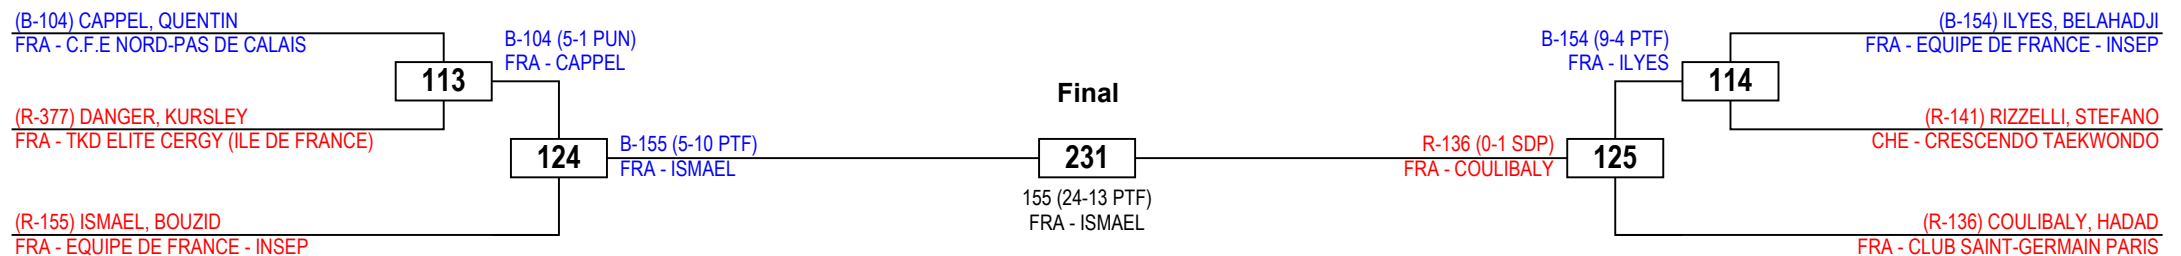 (B-104) CAPPEL, QUENTIN
FRA - C.F.E NORD-PAS DE CALAIS
B-104 (5-1 PUN)
FRA - CAPPEL
113
(R-377) DANGER, KURSLEY
FRA - TKD ELITE CERGY (ILE DE FRANCE)
124
B-155 (5-10 PTF)
FRA - ISMAEL
(R-155) ISMAEL, BOUZID
FRA - EQUIPE DE FRANCE - INSEP
Final
231
155 (24-13 PTF)
FRA - ISMAEL
(B-154) ILYES, BELAHADJI
FRA - EQUIPE DE FRANCE - INSEP
B-154 (9-4 PTF)
FRA - ILYES
114
(R-141) RIZZELLI, STEFANO
CHE - CRESCENDO TAEKWONDO
R-136 (0-1 SDP)
FRA - COULIBALY
125
(R-136) COULIBALY, HADAD
FRA - CLUB SAINT-GERMAIN PARIS